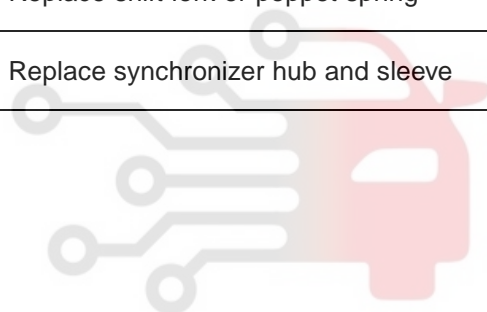 Replace shift fork or poppet spring
Replace synchronizer hub and sleeve